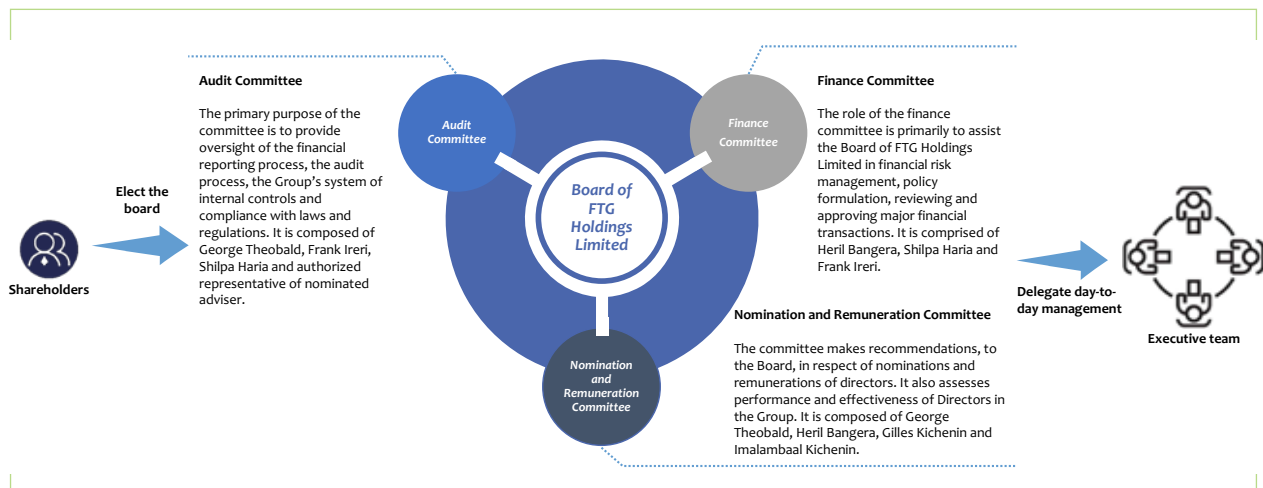 Shareholders
Elect the
board
Audit Committee
The primary purpose of the
committee is to provide
oversight of the financial
reporting process, the audit
process, the Group's system of
internal controls and
compliance with laws and
regulations. It is composed of
George Theobald, Frank Ireri,
Shilpa Haria and authorized
representative of nominated
adviser.
Audit
Committee
Finance
Committee
Board of
FTG
Holdings
Limited
Nomination
and
Remuneration
Committee
Finance Committee
The role of the finance
committee is primarily to assist
the Board of FTG Holdings
Limited in financial risk
management, policy
formulation, reviewing and
approving major financial
transactions. It is comprised of
Heril Bangera, Shilpa Haria and
Frank Ireri.
Nomination and Remuneration Committee
The committee makes recommendations, to
the Board, in respect of nominations and
remunerations of directors. It also assesses
performance and effectiveness of Directors in
the Group. It is composed of George
Theobald, Heril Bangera, Gilles Kichenin and
Imalambaal Kichenin.
Delegate day-to-
day management
Executive team